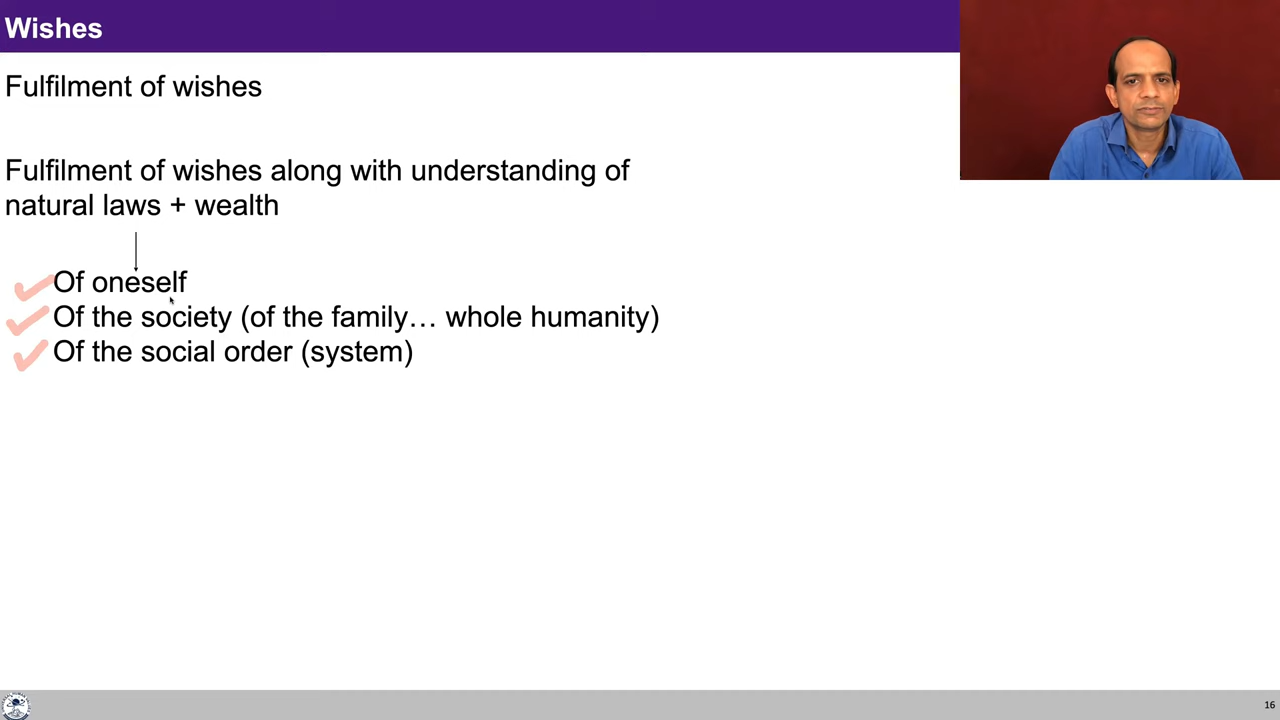 Wishes
Fulfilment of wishes
Fulfilment of wishes along with understanding of
natural laws + wealth
Of oneself
Of the society (of the family… whole humanity)
Of the social order (system)
16